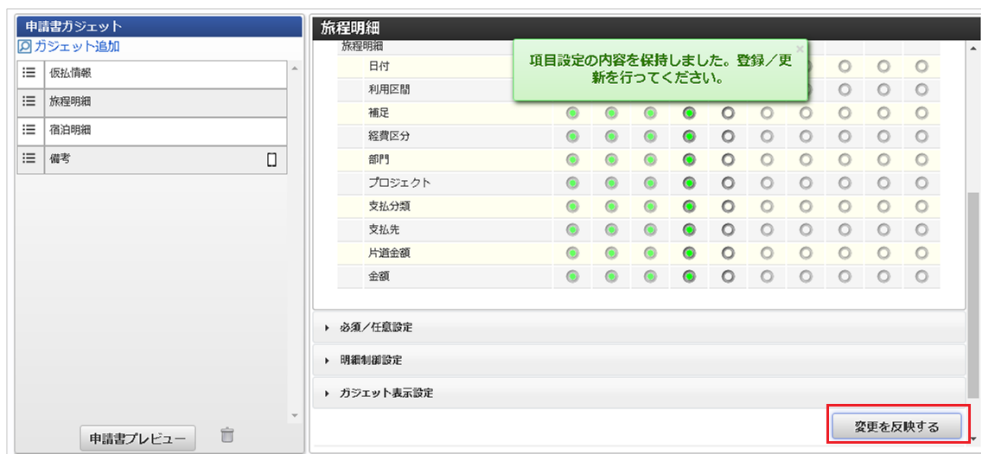 申請書ガジェット
ガジェット追加
仮払情報
旅程明細
宿泊明細
備考
申請書プレビュー
旅程明細
旅程明細
項目設定の内容を保持しました。登録／更
新を行ってください。
日付
利用区間
補足
経費区分
部門
プロジェクト
支払分類
支払先
片道金額
金額
必須／任意設定
明細制御設定
ガジェット表示設定
変更を反映する